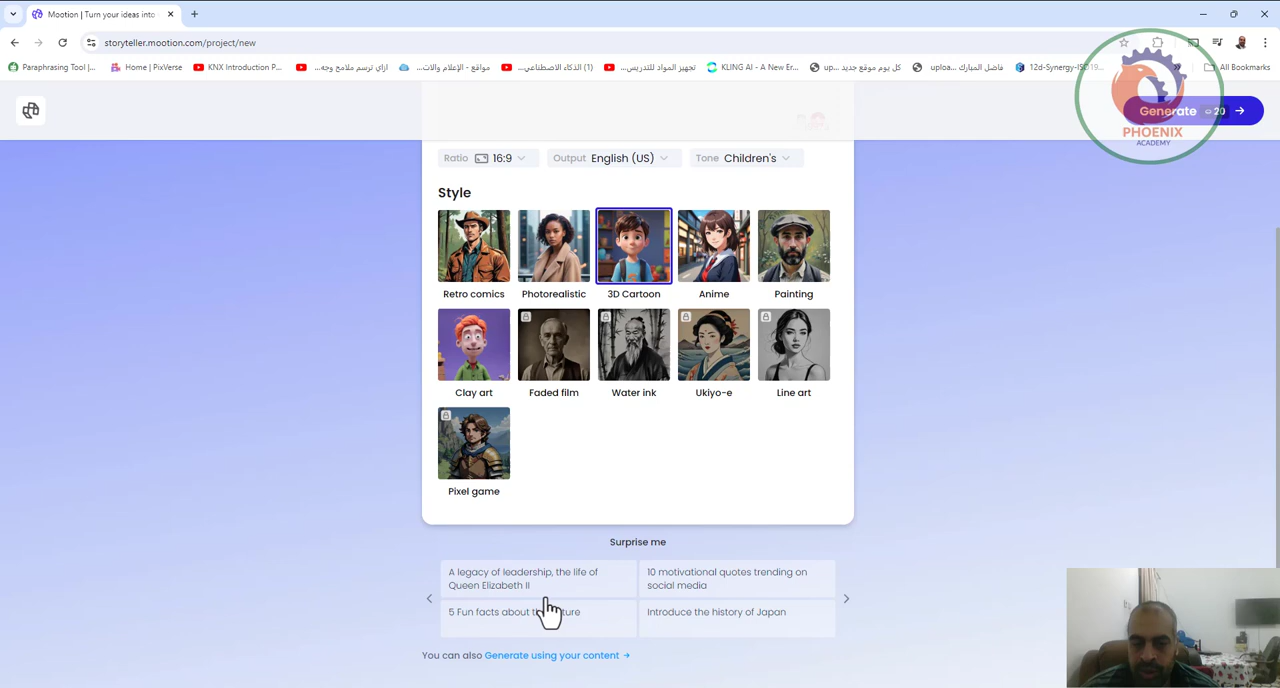 Mootion | Turn your ideas into
storyteller.mootion.com/project/new
Paraphrasing Tool |...
Home | PixVerse
KNX Introduction P...
ازاي ترسم ملامح وجه...
مواقع - الإعلام والتد...
(1) الذكاء الاصطناعي...
تجهيز المواد للتدريس...
KLING AI - A New Er...
كل يوم موقع جديد up...
فاضل المبارك uploa...
12d-Synergy-ISO 19...
All Bookmarks
Generate 20
PHOENIX
ACADEMY
Ratio 16:9
Output English (US)
Tone Children's
Style
Retro comics
Photorealistic
3D Cartoon
Anime
Painting
Clay art
Faded film
Water ink
Ukiyo-e
Line art
Pixel game
Surprise me
A legacy of leadership, the life of
Queen Elizabeth II
10 motivational quotes trending on
social media
5 Fun facts about
Introduce the history of Japan
You can also Generate using your content